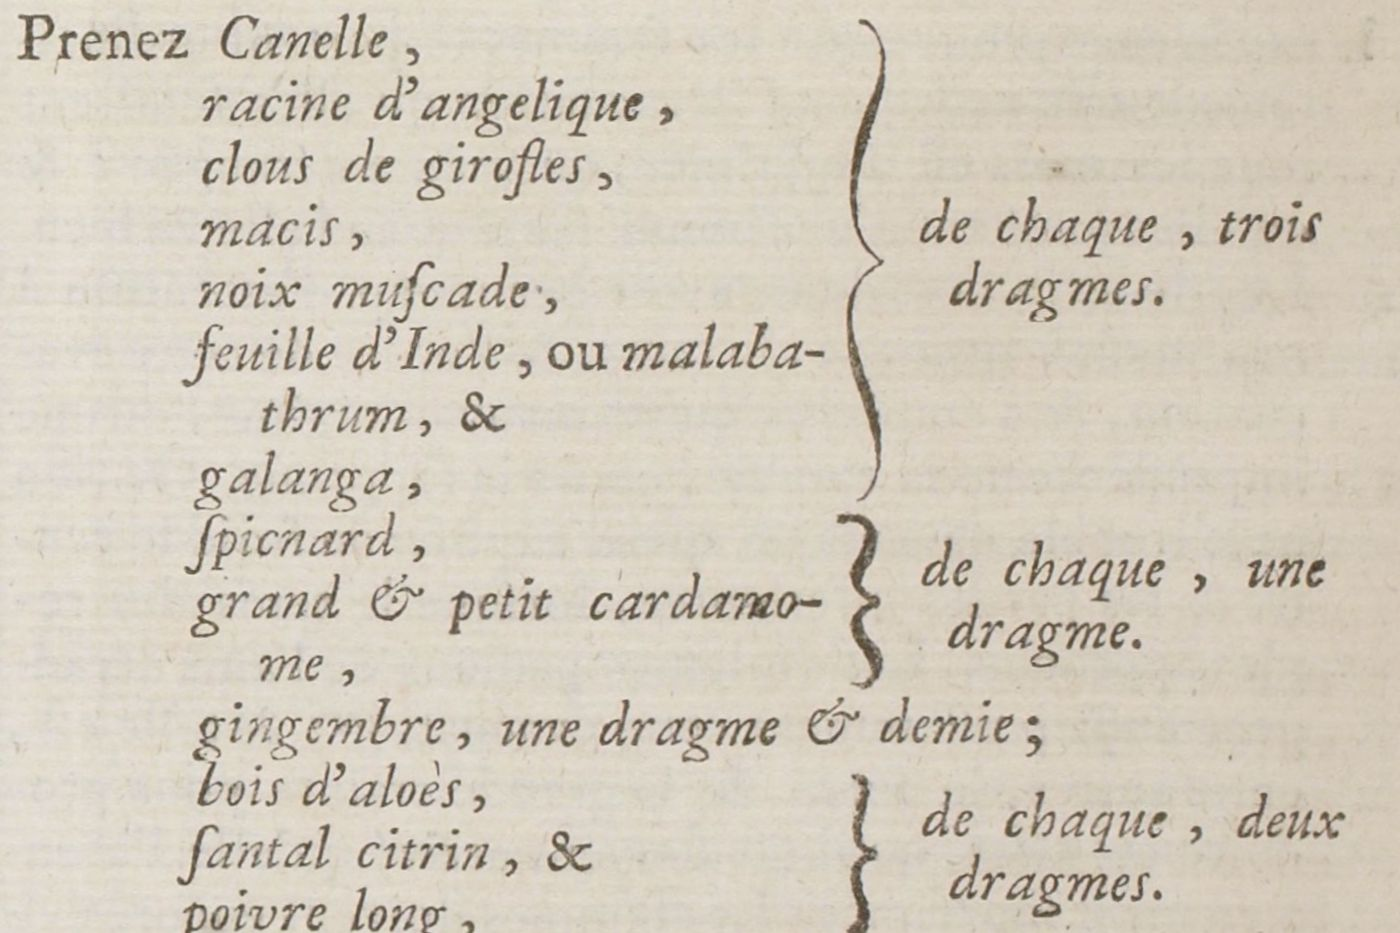 Prenez Canelle,
racine d'angelique,
clous de girofles,
macis,
noix muſcade,
feuille d'Inde, ou malaba-
thrum, &
galanga,
de chaque, trois
dragmes.
ſpicnard,
grand & petit cardamo-
me,
de chaque, une
dragme.
gingembre, une dragme & demie;
bois d'aloès,
ſantal citrin, &
poivre long,
de chaque, deux
dragmes.